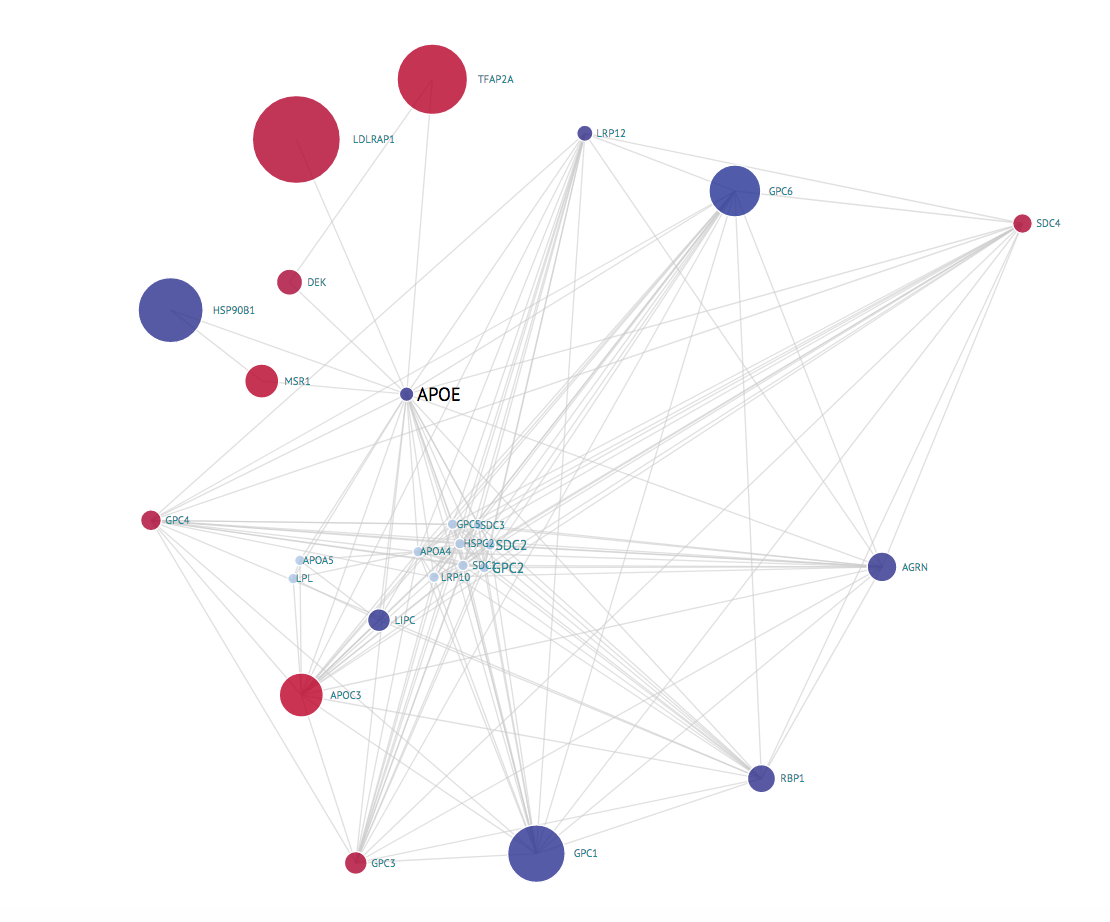 TFAP2A
LRP12
LDLRAP1
GPC6
SDC4
DEK
HSP90B1
MSR1
APOE
GPC4
GPC5
SDC3
HSPG2
SDC2
APOA4
APOA5
GPC2
AGRN
LPL
LRP10
LIPC
APOC3
RBP1
GPC1
GPC3